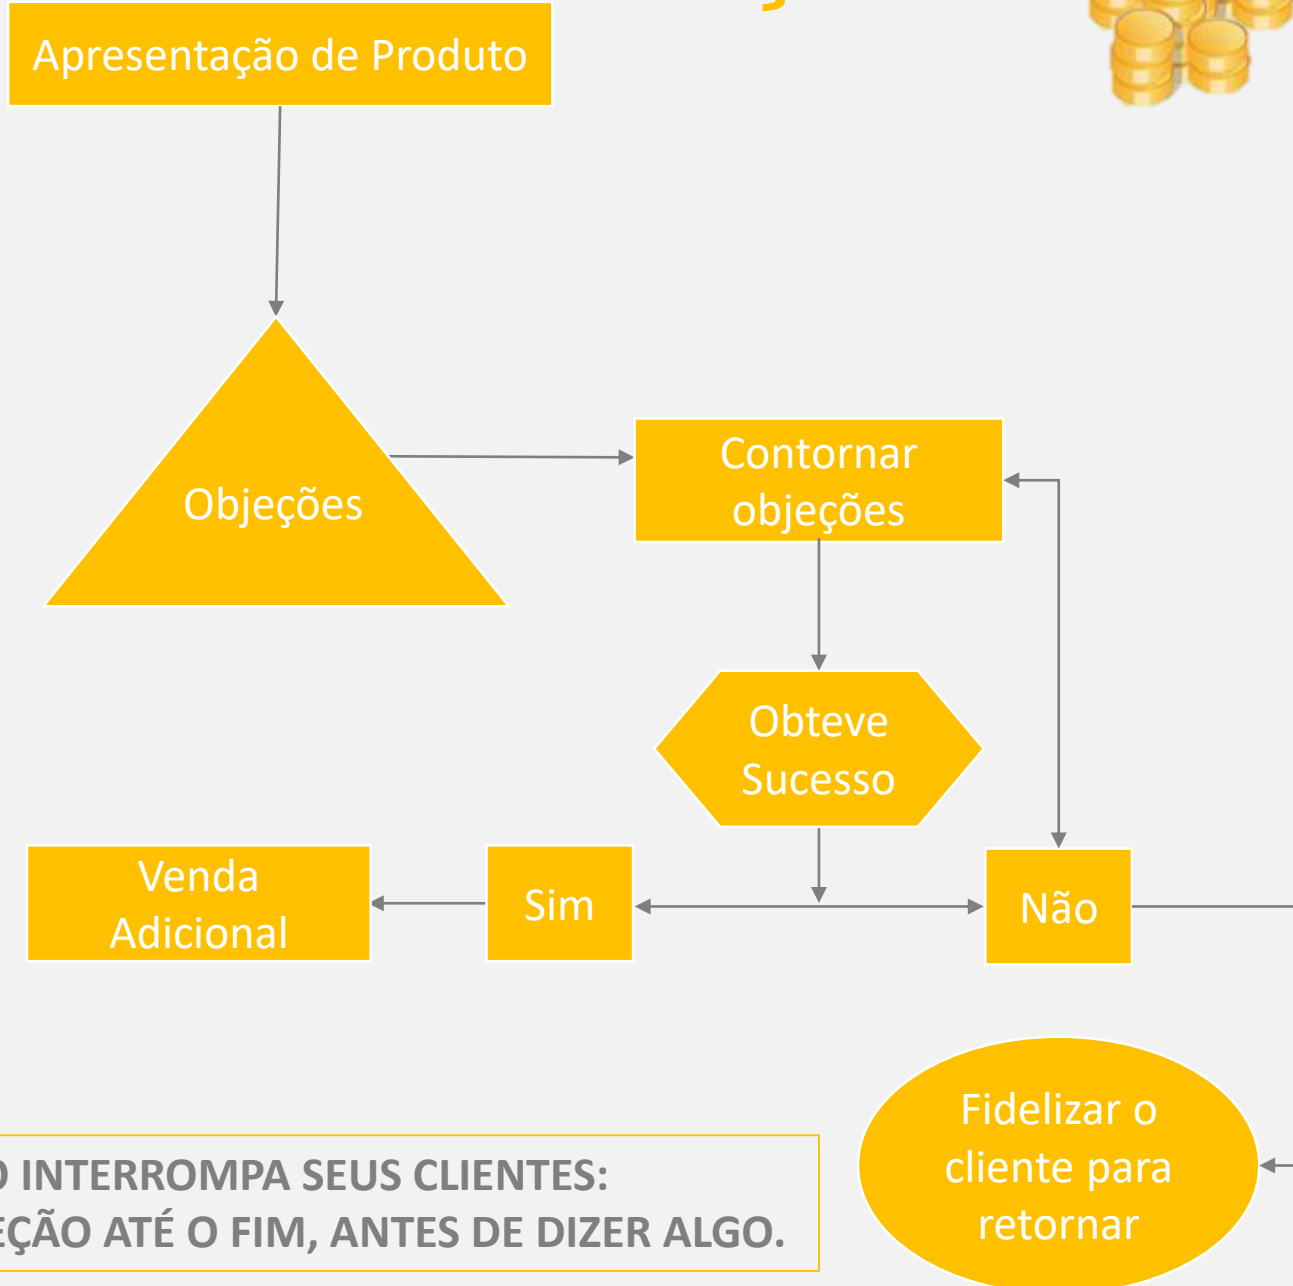 Apresentação de Produto
Objeções
Contornar
objeções
Obteve
Sucesso
Venda
Adicional
Sim
Não
Fidelizar o
cliente para
retornar
INTERROMPA SEUS CLIENTES:
ATÉ O FIM, ANTES DE DIZER ALGO.